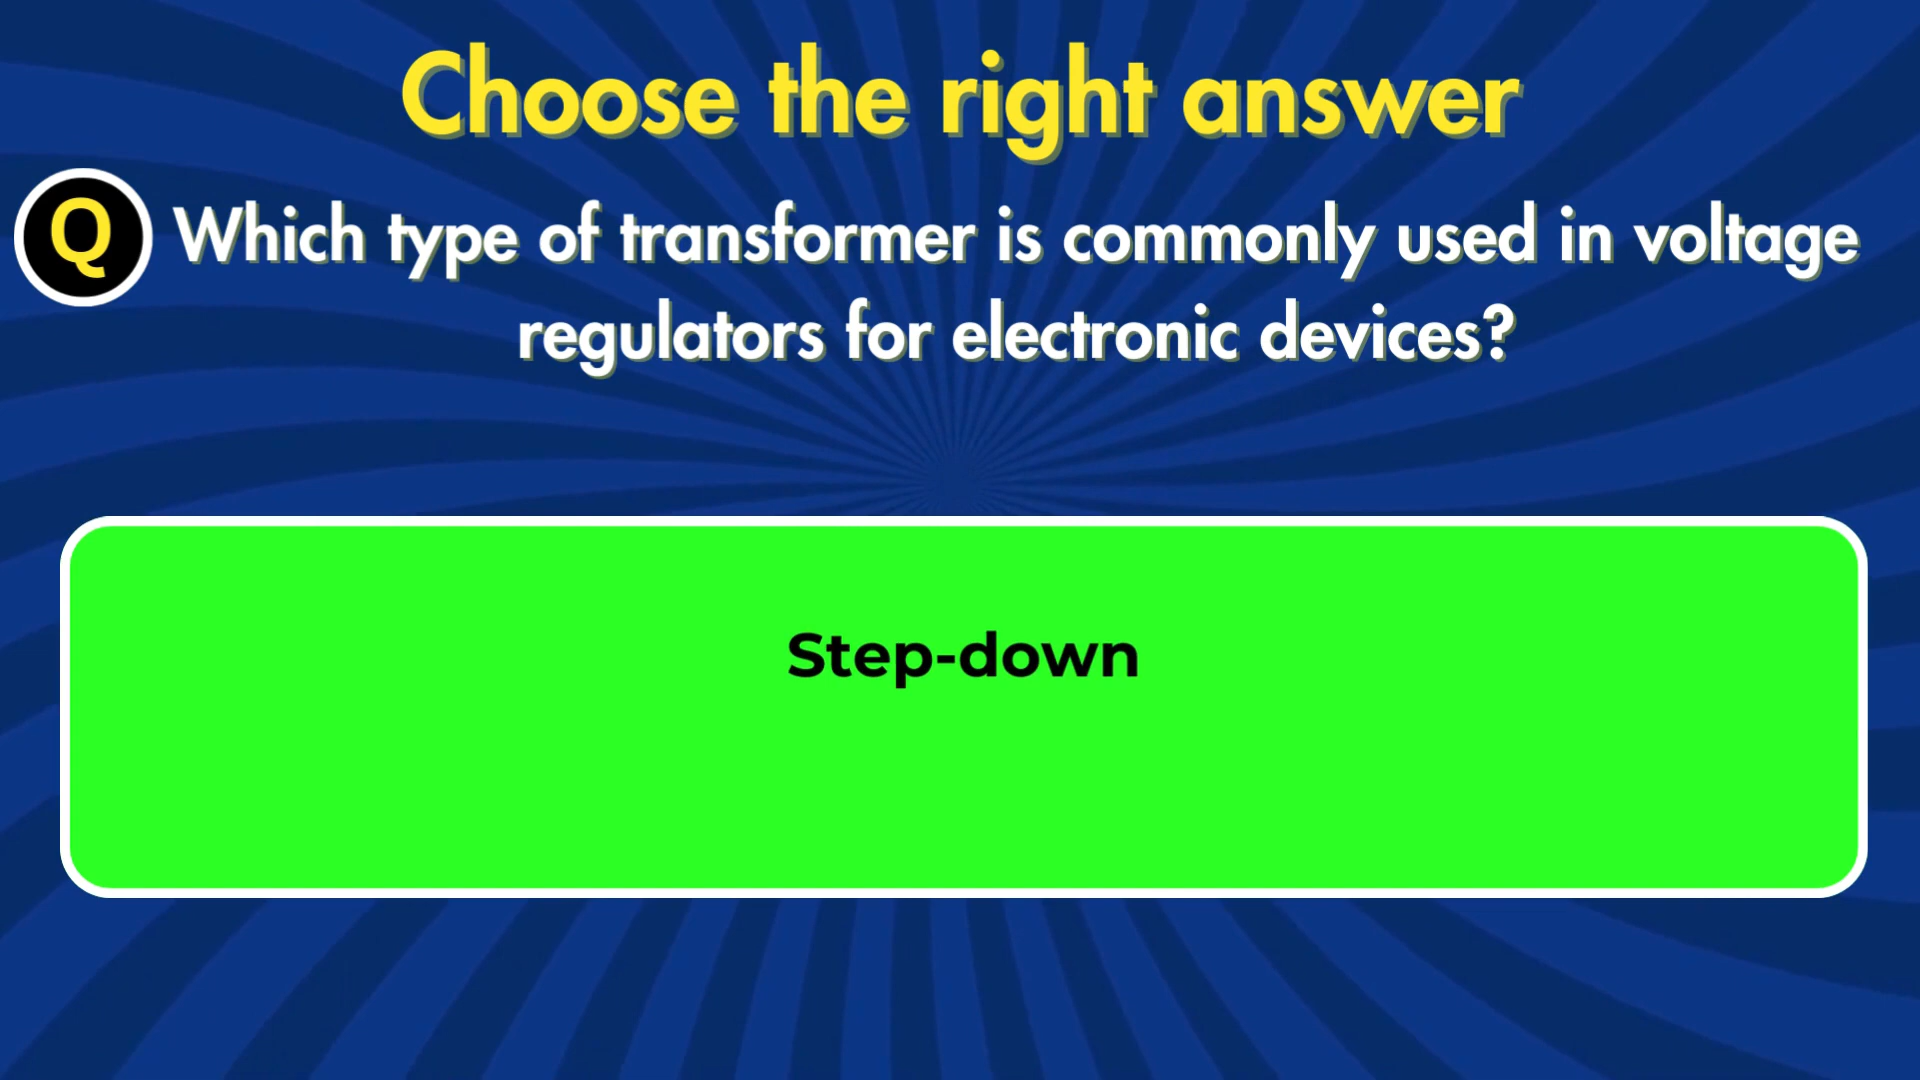 Choose the right answer
Q Which type of transformer is commonly used in voltage
regulators for electronic devices?
Step-down